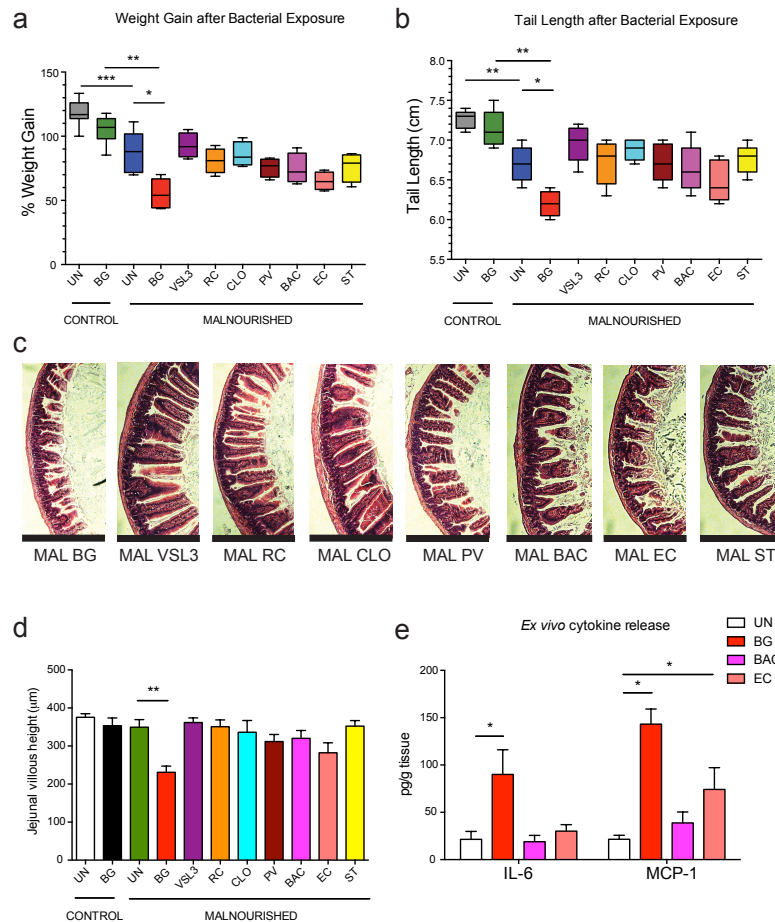 a
Weight Gain after Bacterial Exposure
% Weight Gain
150
100
50
0
***
**
*
UN
BG
UN
BG
VSL3
RC
CLO
PV
BAC
EC
ST
CONTROL
MALNOURISHED
b
Tail Length after Bacterial Exposure
Tail Length (cm)
8.0
7.5
7.0
6.5
6.0
5.5
**
**
*
UN
BG
UN
BG
VSL3
RC
CLO
PV
BAC
EC
ST
CONTROL
MALNOURISHED
c
MAL BG
MAL VSL3
MAL RC
MAL CLO
MAL PV
MAL BAC
MAL EC
MAL ST
d
Jejunal villous height (μm)
500
400
300
200
100
0
**
UN
BG
UN
BG
VSL3
RC
CLO
PV
BAC
EC
ST
CONTROL
MALNOURISHED
e
Ex vivo cytokine release
UN
BG
BAC
EC
pg/g tissue
200
150
100
50
0
*
*
*
IL-6
MCP-1